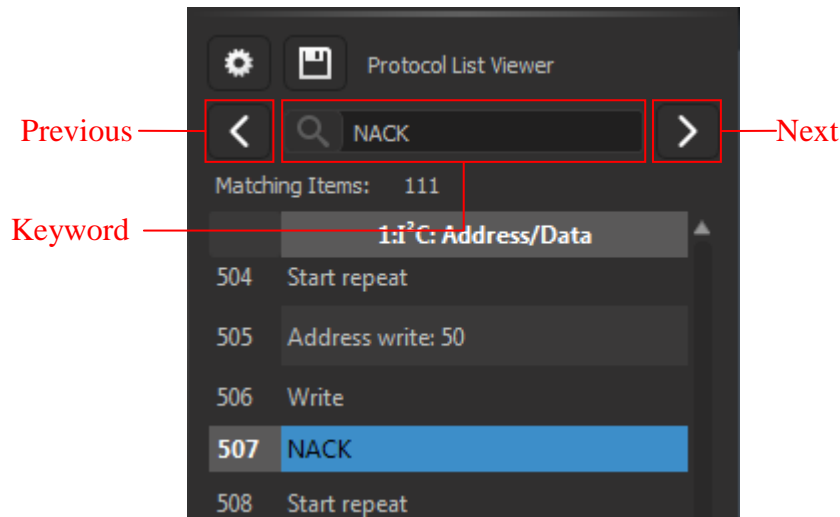 Protocol List Viewer
Previous
NACK
Next
Matching Items: 111
Keyword
1:I²C: Address/Data
504 Start repeat
505 Address write: 50
506 Write
507 NACK
508 Start repeat